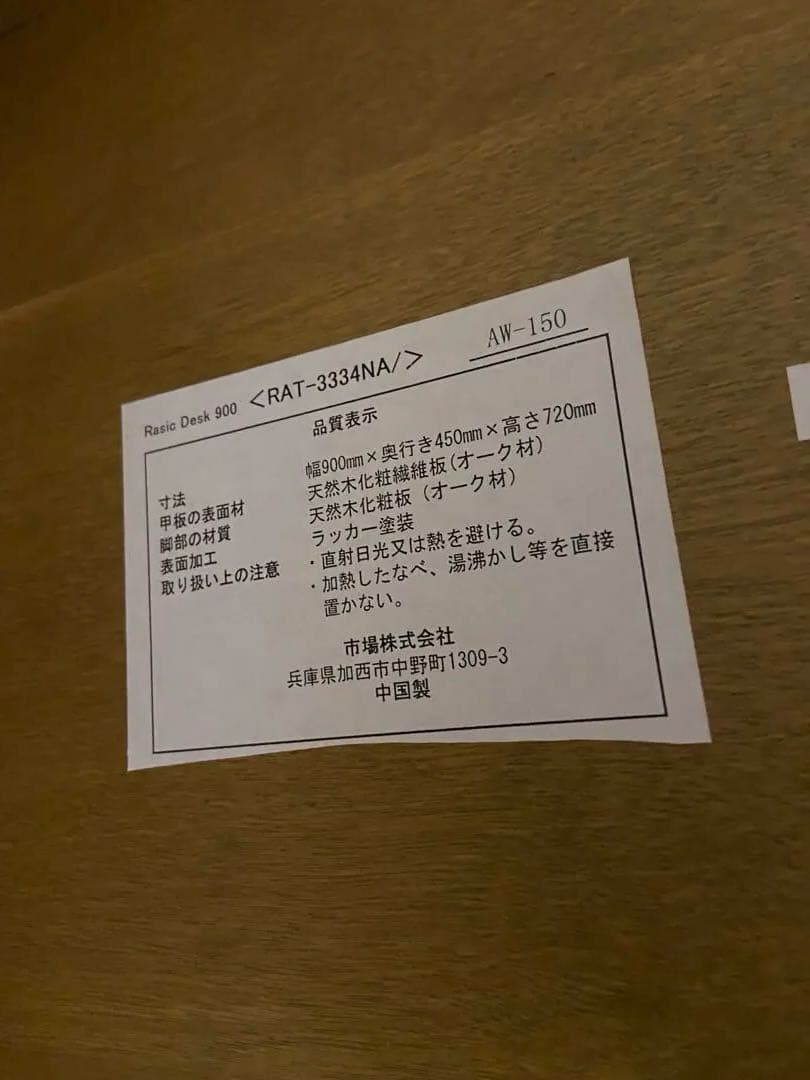 Rasic Desk 900 <RAT-3334NA/> AW-150
品質表示
寸法 幅900mm×奥行き450mm×高さ720mm
甲板の表面材 天然木化粧繊維板(オーク材)
脚部の材質 天然木化粧板 (オーク材)
表面加工 ラッカー塗装
取り扱い上の注意 ・直射日光又は熱を避ける。
・加熱したなべ、湯沸かし等を直接
置かない。
市場株式会社
兵庫県加西市中野町1309-3
中国製